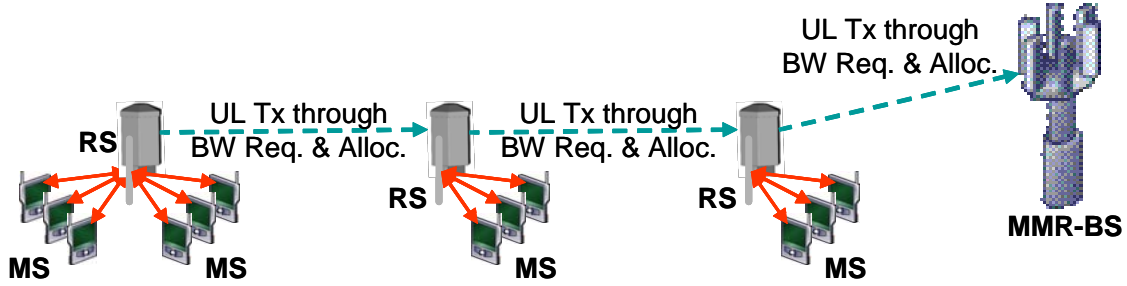 UL Tx through
BW Req. & Alloc.
UL Tx through
BW Req. & Alloc.
UL Tx through
BW Req. & Alloc.
RS
RS
RS
MMR-BS
MS
MS
MS
MS